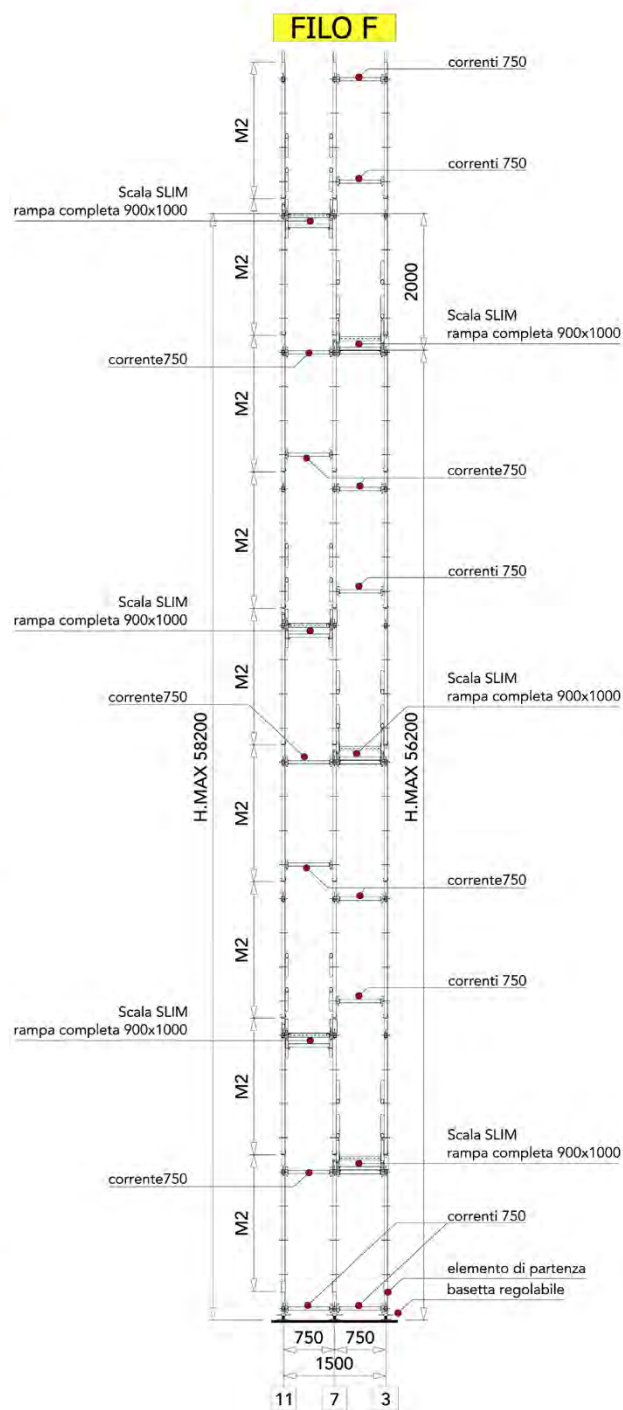 FILO F
correnti 750
M2
correnti 750
Scala SLIM
rampa completa 900x1000
M2
2000
Scala SLIM
rampa completa 900x1000
corrente750
M2
corrente750
M2
correnti 750
Scala SLIM
rampa completa 900x1000
M2
Scala SLIM
rampa completa 900x1000
corrente750
H.MAX 58200
H.MAX 56200
M2
corrente750
M2
correnti 750
Scala SLIM
rampa completa 900x1000
M2
Scala SLIM
rampa completa 900x1000
corrente750
M2
correnti 750
elemento di partenza
basetta regolabile
750 750
1500
11 7 3